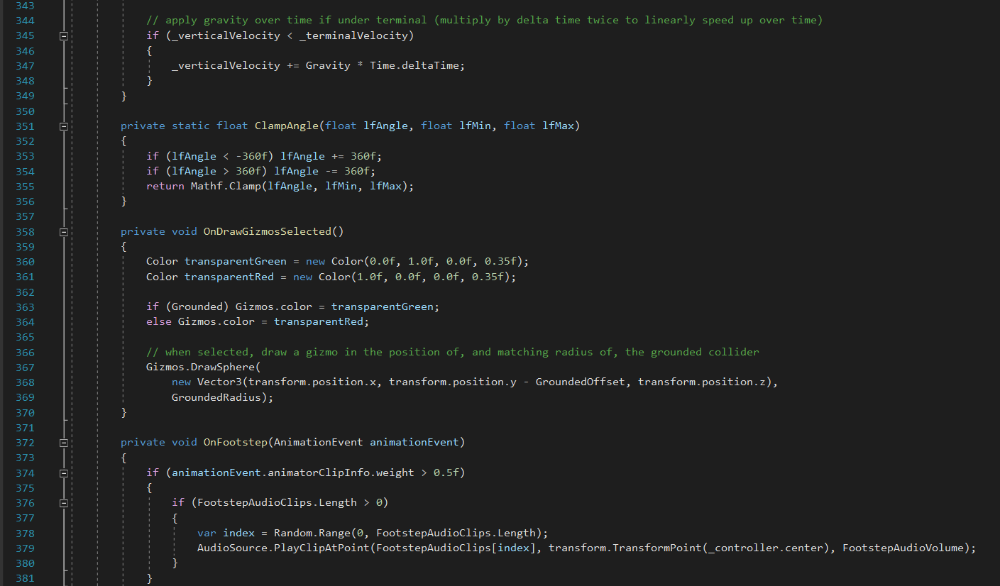 343
344 // apply gravity over time if under terminal (multiply by delta time twice to linearly speed up over time)
345 if (_verticalVelocity < _terminalVelocity)
346 {
347 _verticalVelocity += Gravity * Time.deltaTime;
348 }
349 }
350
351 private static float ClampAngle(float lfAngle, float lfMin, float lfMax)
352 {
353 if (lfAngle < -360f) lfAngle += 360f;
354 if (lfAngle > 360f) lfAngle -= 360f;
355 return Mathf.Clamp(lfAngle, lfMin, lfMax);
356 }
357
358 private void OnDrawGizmosSelected()
359 {
360 Color transparentGreen = new Color(0.0f, 1.0f, 0.0f, 0.35f);
361 Color transparentRed = new Color(1.0f, 0.0f, 0.0f, 0.35f);
362
363 if (Grounded) Gizmos.color = transparentGreen;
364 else Gizmos.color = transparentRed;
365
366 // when selected, draw a gizmo in the position of, and matching radius of, the grounded collider
367 Gizmos.DrawSphere(
368 new Vector3(transform.position.x, transform.position.y - GroundedOffset, transform.position.z),
369 GroundedRadius);
370 }
371
372 private void OnFootstep(AnimationEvent animationEvent)
373 {
374 if (animationEvent.animatorClipInfo.weight > 0.5f)
375 {
376 if (FootstepAudioClips.Length > 0)
377 {
378 var index = Random.Range(0, FootstepAudioClips.Length);
379 AudioSource.PlayClipAtPoint(FootstepAudioClips[index], transform.TransformPoint(_controller.center), FootstepAudioVolume);
380 }
381 }